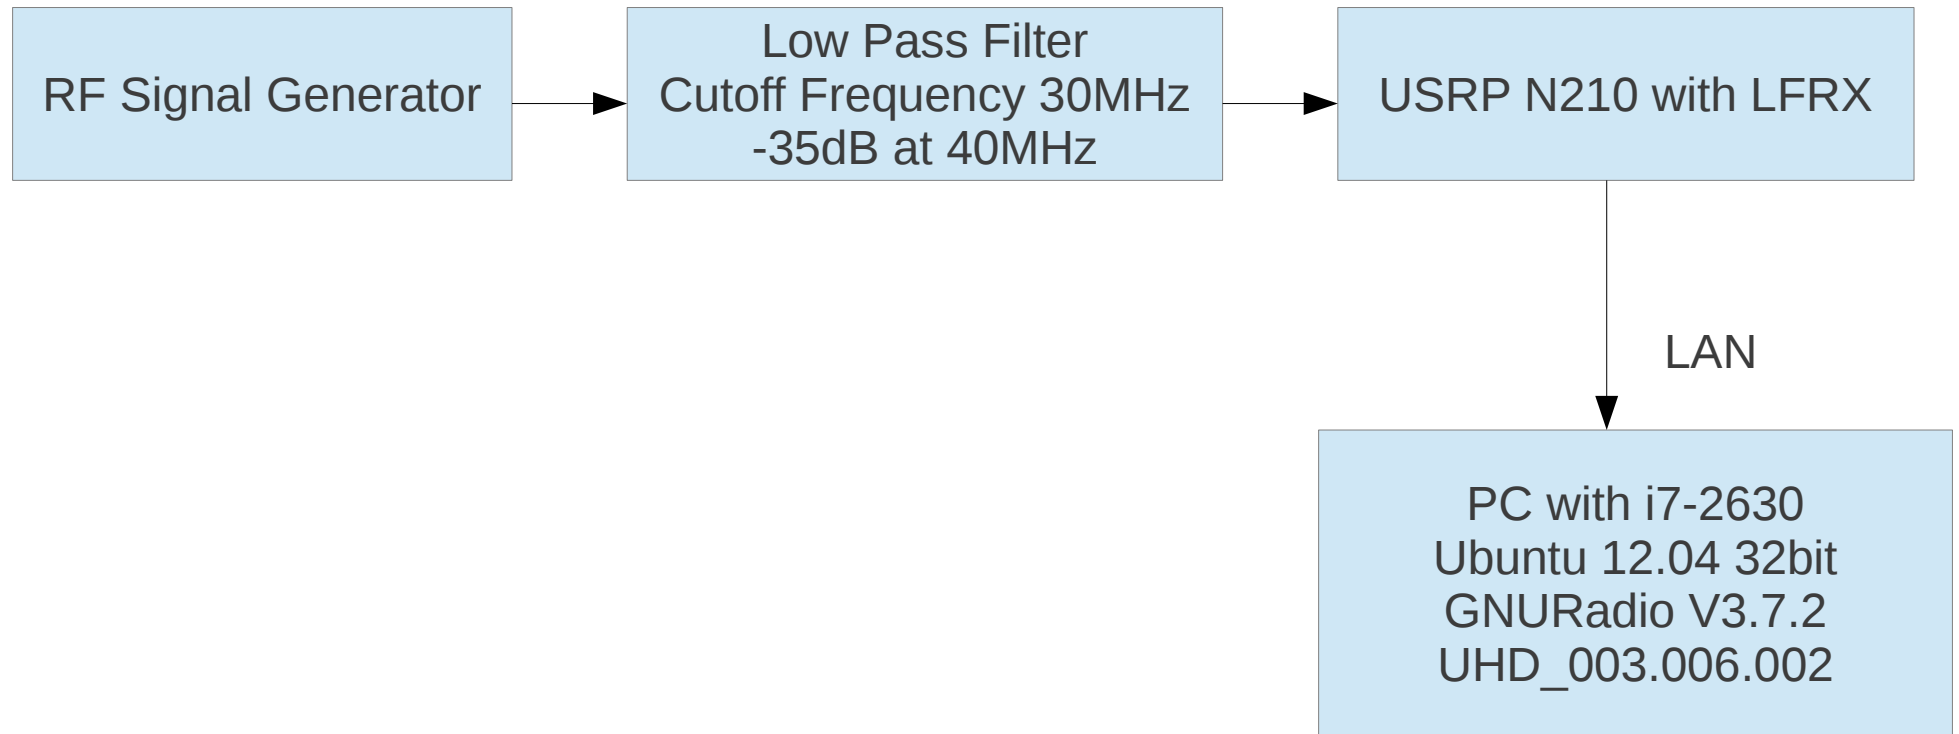 RF Signal Generator
Low Pass Filter
Cutoff Frequency 30MHz
-35dB at 40MHz
USRP N210 with LFRX
LAN
PC with i7-2630
Ubuntu 12.04 32bit
GNURadio V3.7.2
UHD_003.006.002